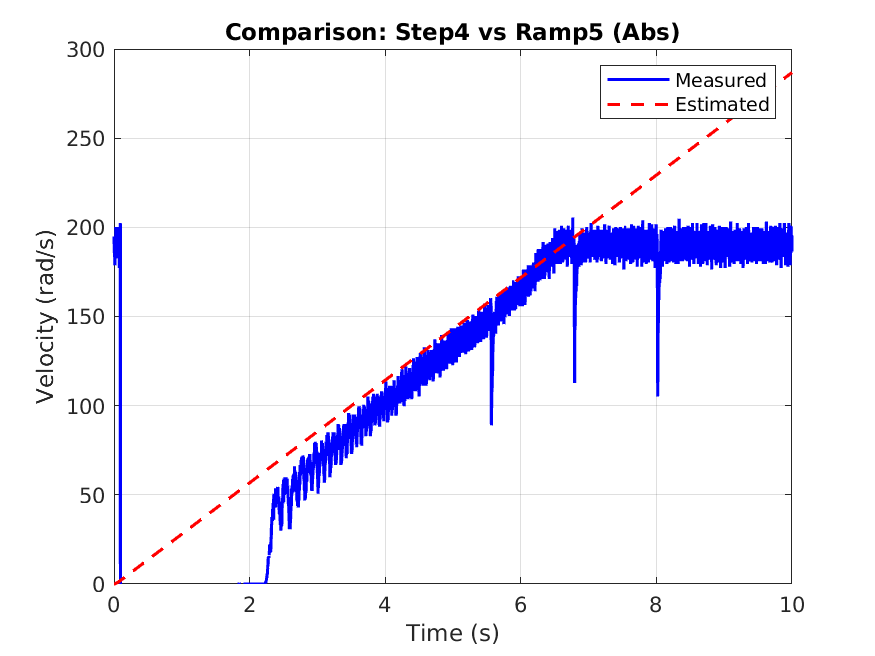 Comparison: Step4 vs Ramp5 (Abs)
300
250
200
150
100
50
0
Velocity (rad/s)
Measured
Estimated
0 2 4 6 8 10
Time (s)